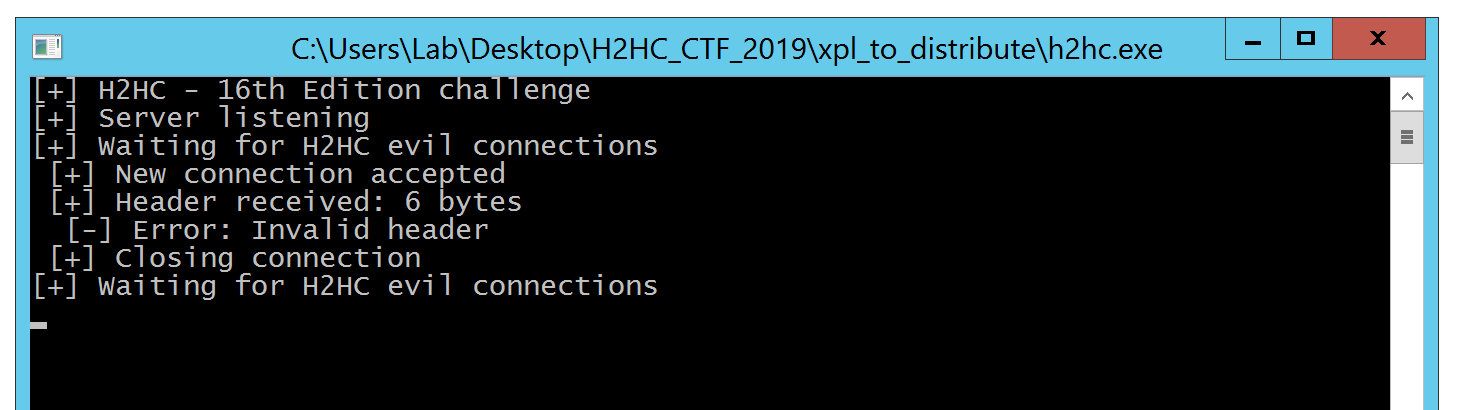 C:\Users\Lab\Desktop\H2HC_CTF_2019\xpl_to_distribute\h2hc.exe
[+] H2HC - 16th Edition challenge
[+] Server listening
[+] Waiting for H2HC evil connections
 [+] New connection accepted
 [+] Header received: 6 bytes
  [-] Error: Invalid header
 [+] Closing connection
[+] Waiting for H2HC evil connections